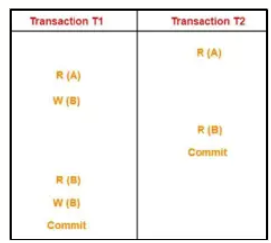 Transaction T1 Transaction T2
R (A)
R (A)
W (B)
R (B)
Commit
R (B)
W (B)
Commit